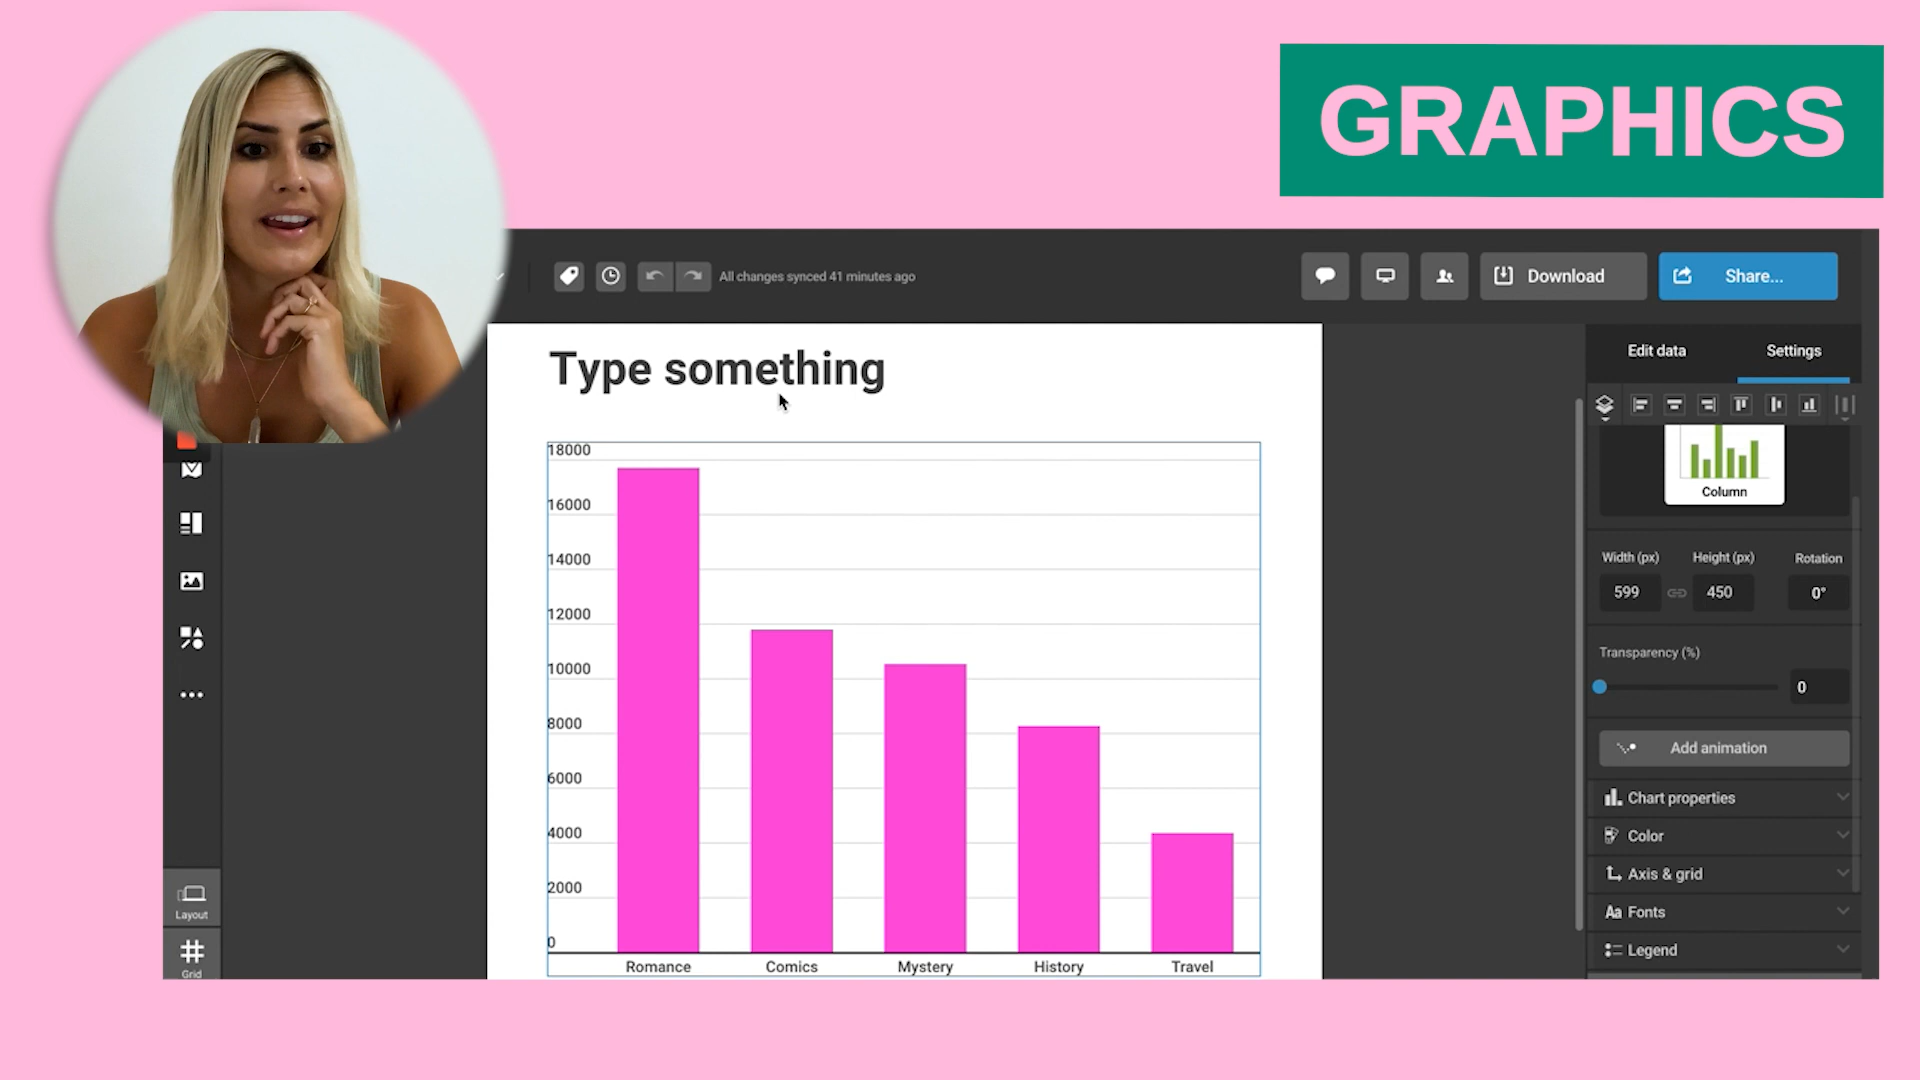 GRAPHICS
All changes synced 41 minutes ago
Download
Share...
Edit data
Settings
Type something
Column
Width (px)
Height (px)
Rotation
599
450
0°
Transparency (%)
0
Add animation
Chart properties
Color
Axis & grid
Aa Fonts
Legend
18000
16000
14000
12000
10000
8000
6000
4000
2000
0
Romance
Comics
Mystery
History
Travel
Layout
Grid